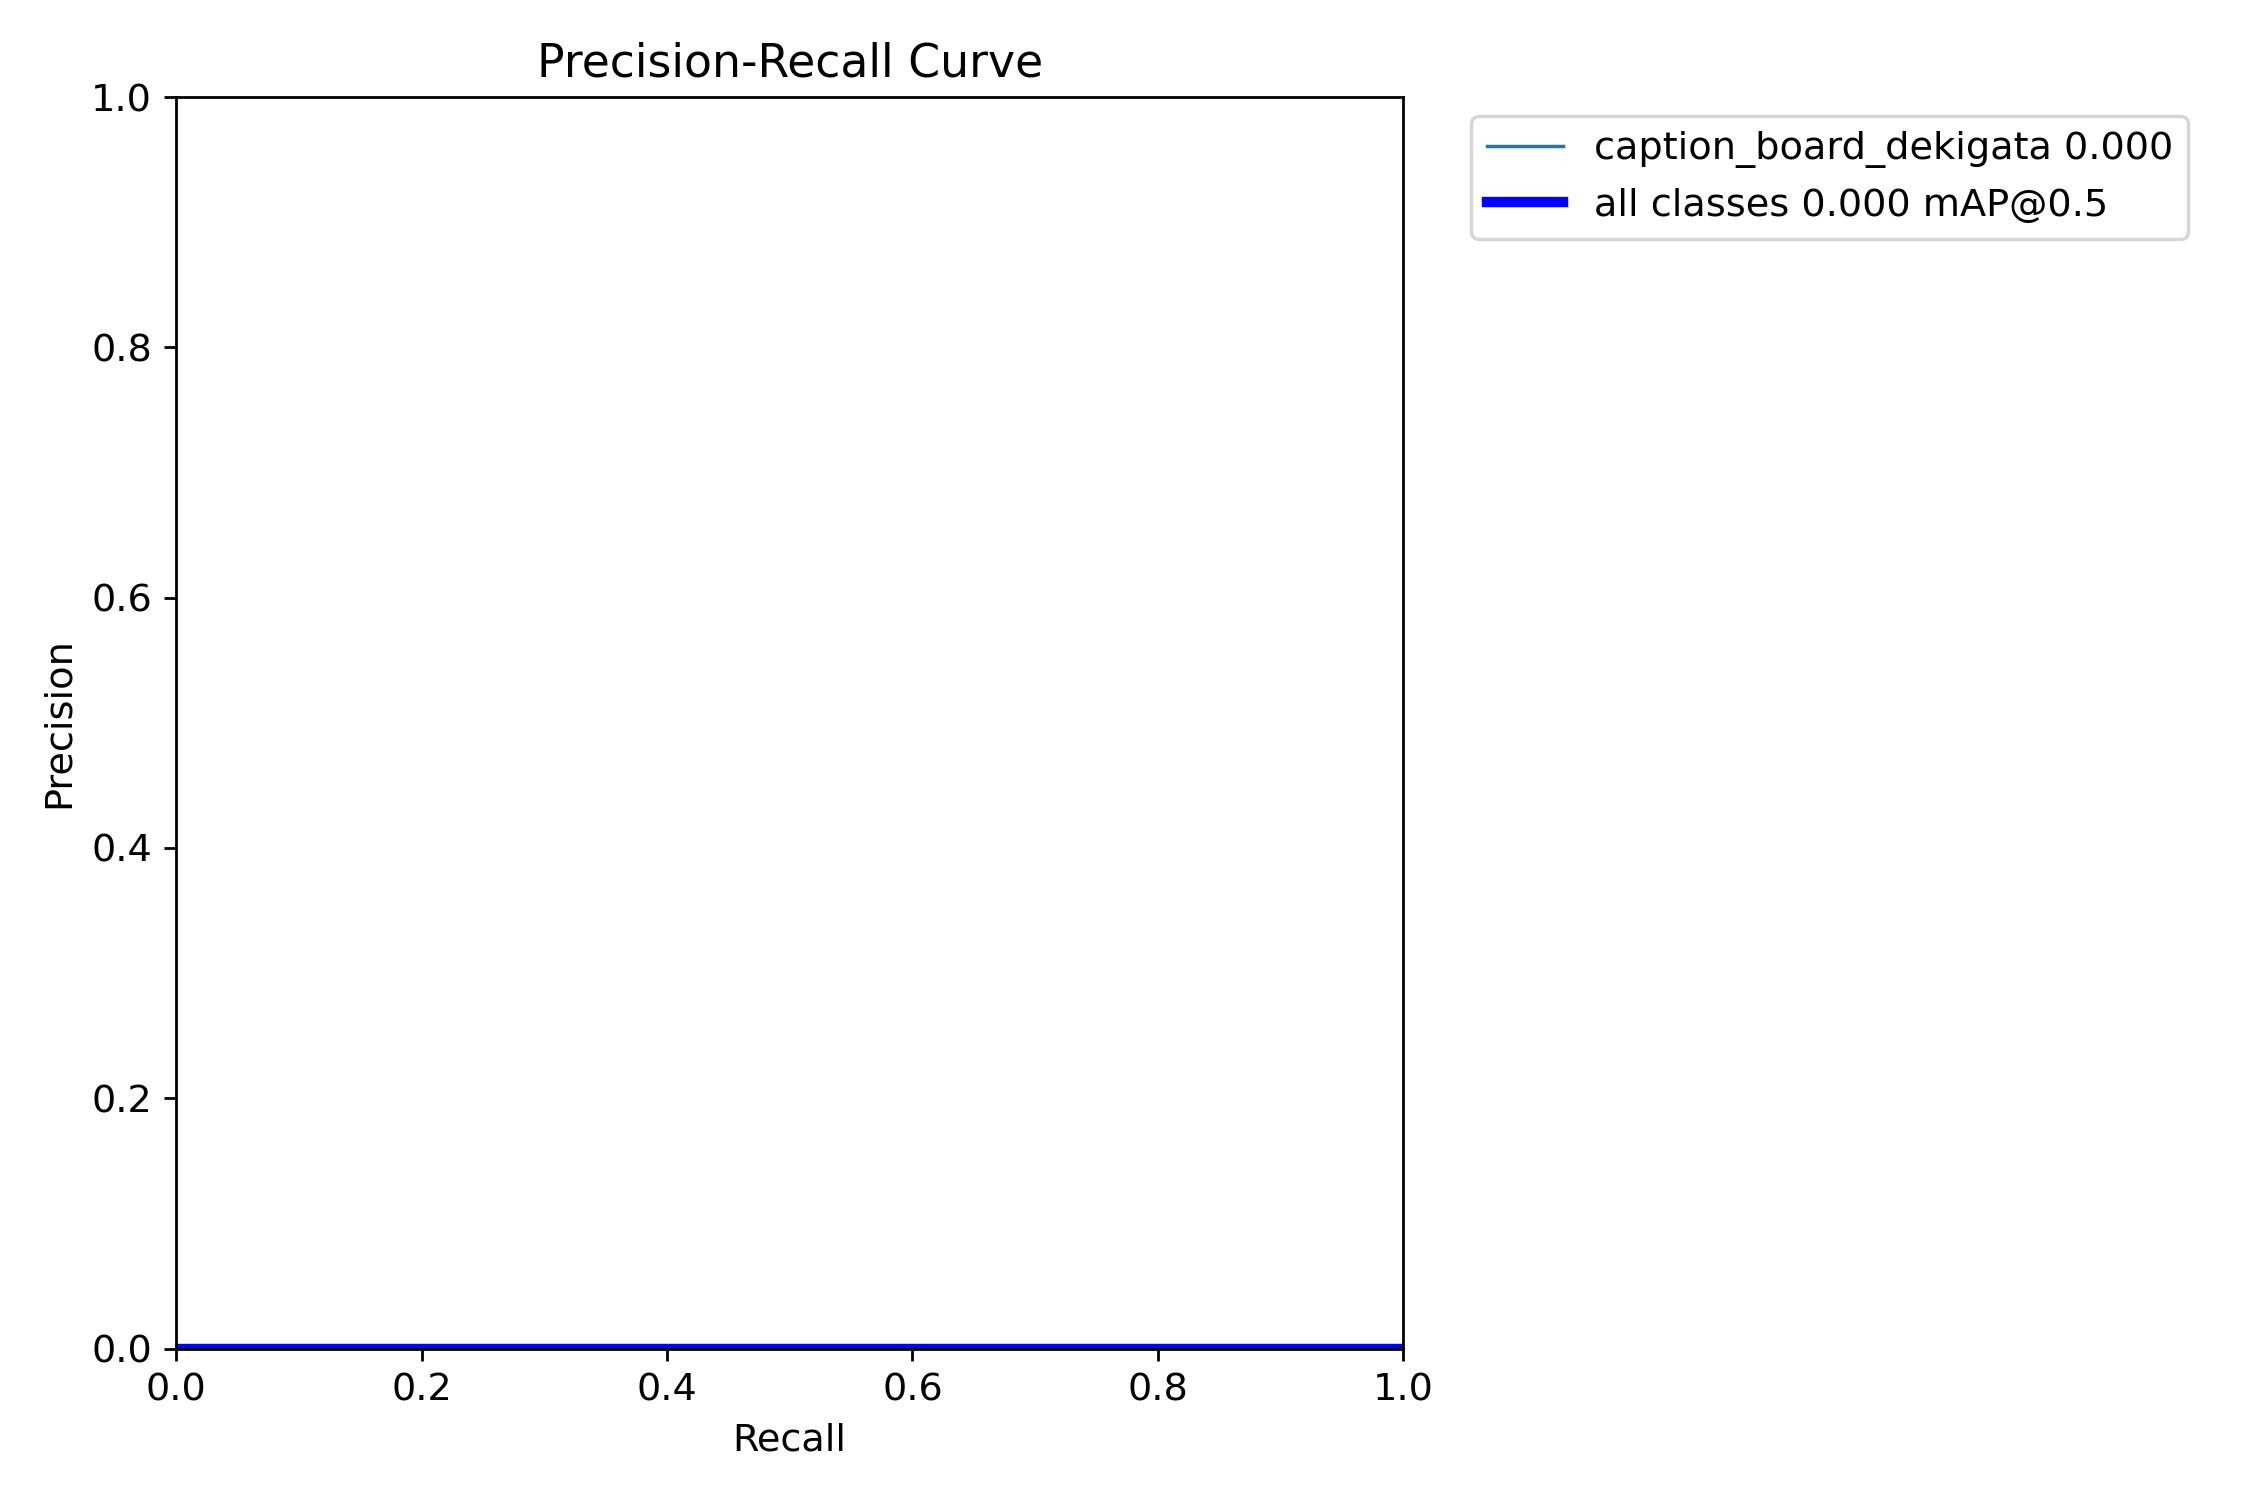 Precision-Recall Curve
1.0
0.8
0.6
0.4
0.2
0.0
Precision
0.0 0.2 0.4 0.6 0.8 1.0
Recall
caption_board_dekigata 0.000
all classes 0.000 mAP@0.5